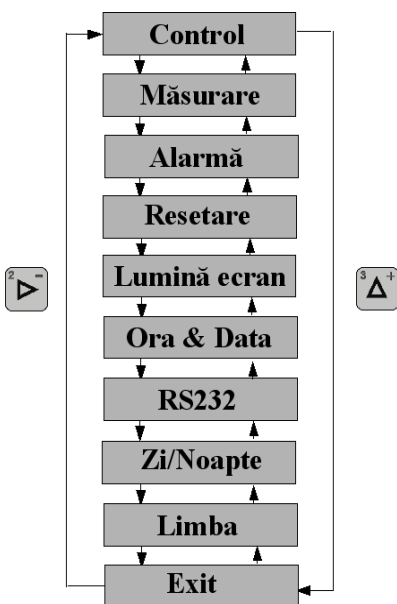 Control
Măsurare
Alarmă
Resetare
Lumină ecran
2 -
3 +
Ora & Data
RS232
Zi/Noapte
Limba
Exit